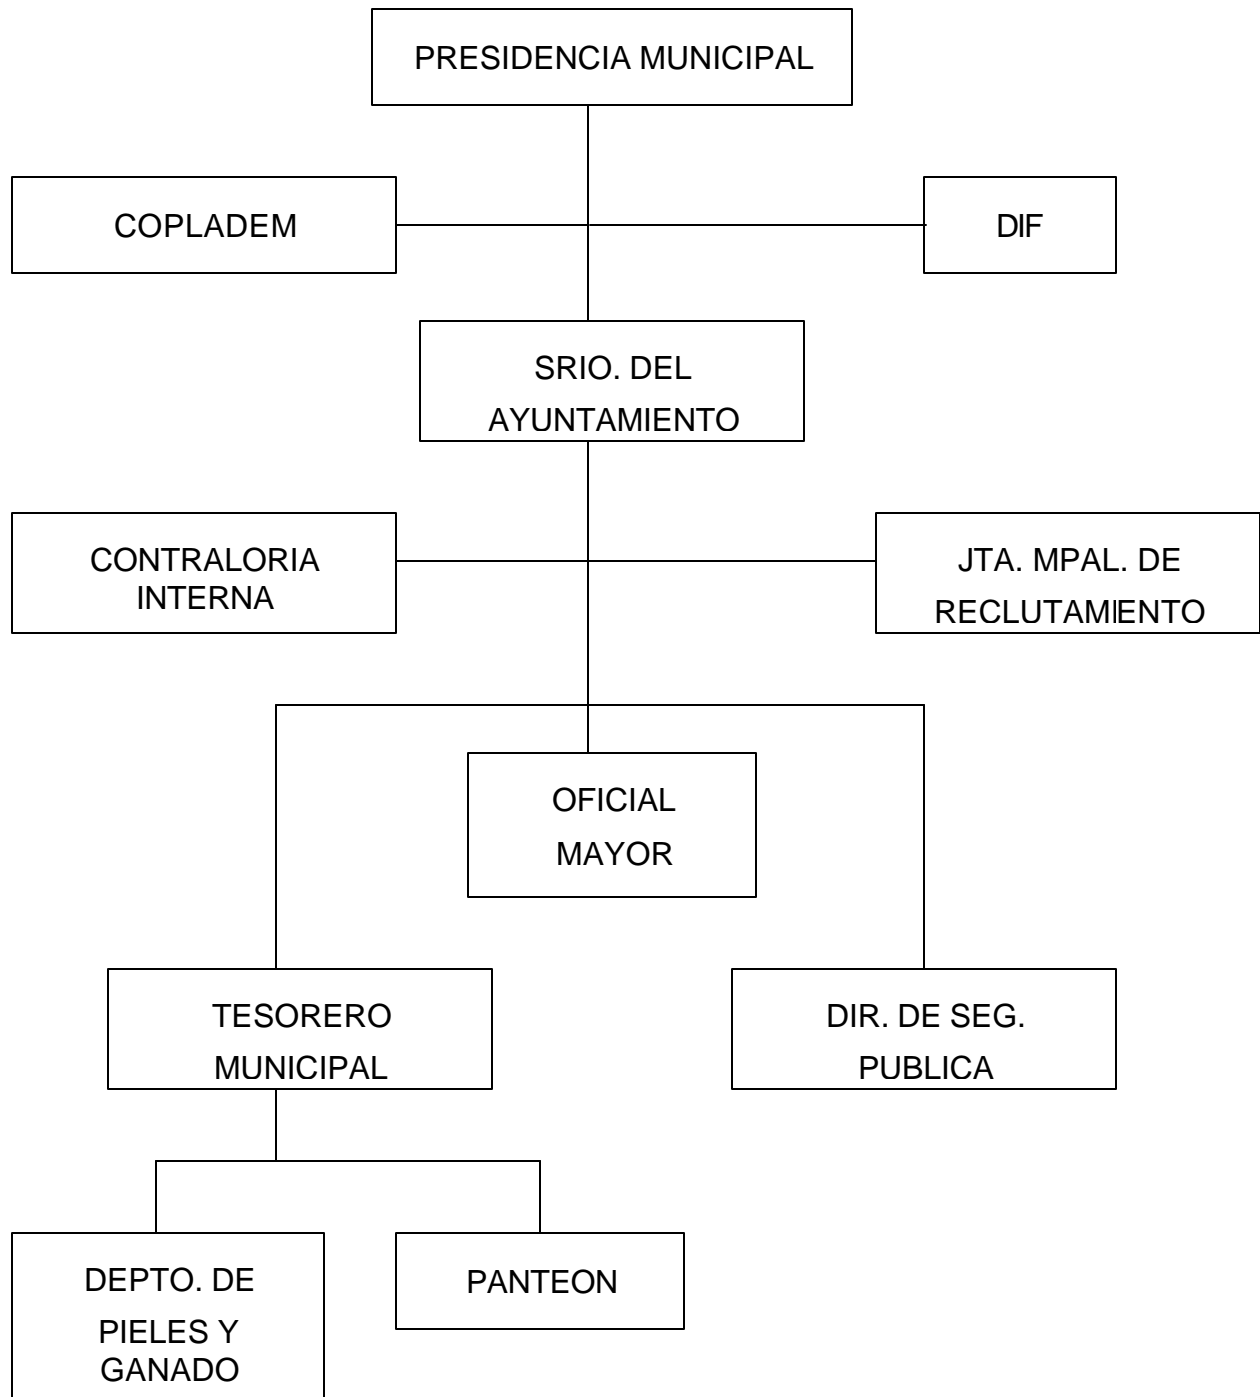 PRESIDENCIA MUNICIPAL
COPLADEM
DIF
SRIO. DEL
AYUNTAMIENTO
CONTRALORIA
INTERNA
JTA. MPAL. DE
RECLUTAMIENTO
OFICIAL
MAYOR
TESORERO
MUNICIPAL
DIR. DE SEG.
PUBLICA
DEPTO. DE
PIELES Y
GANADO
PANTEON